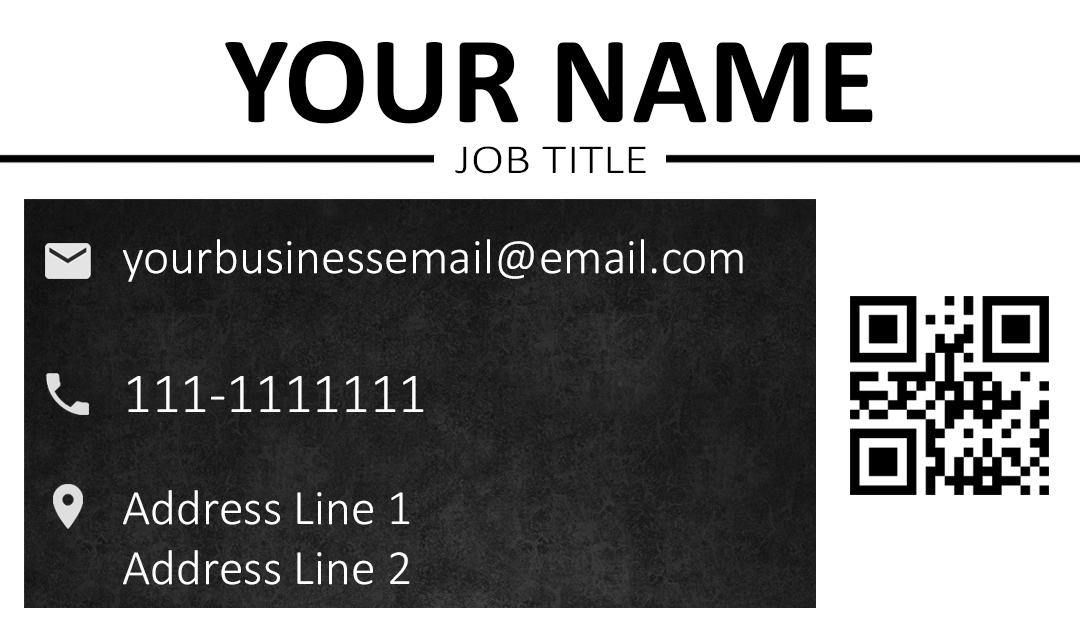 YOUR NAME
JOB TITLE
yourbusinessemail@email.com
111-1111111
Address Line 1
Address Line 2